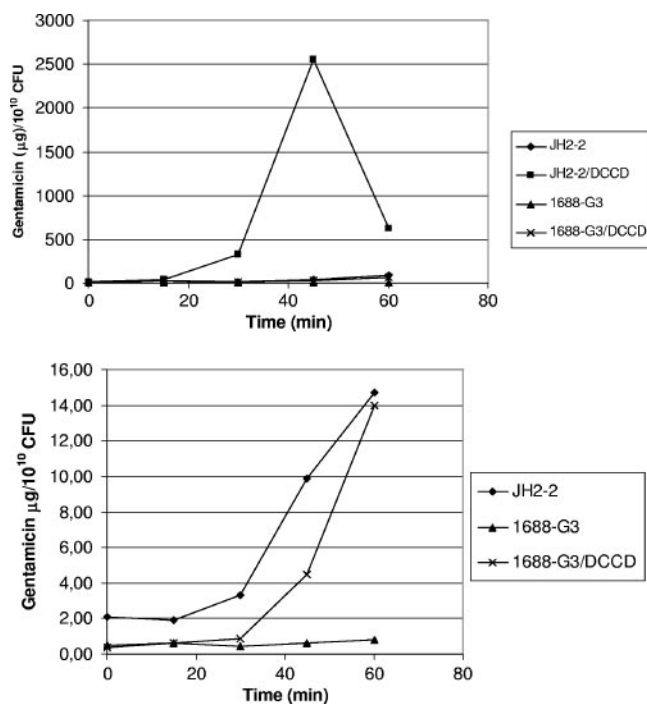 Gentamicin (µg)/10¹⁰ CFU
3000
2500
2000
1500
1000
500
0
0
20
40
60
80
Time (min)
JH2-2
JH2-2/DCCD
1688-G3
1688-G3/DCCD
Gentamicin µg/10¹⁰ CFU
16,00
14,00
12,00
10,00
8,00
6,00
4,00
2,00
0,00
0
20
40
60
80
Time (min)
JH2-2
1688-G3
1688-G3/DCCD